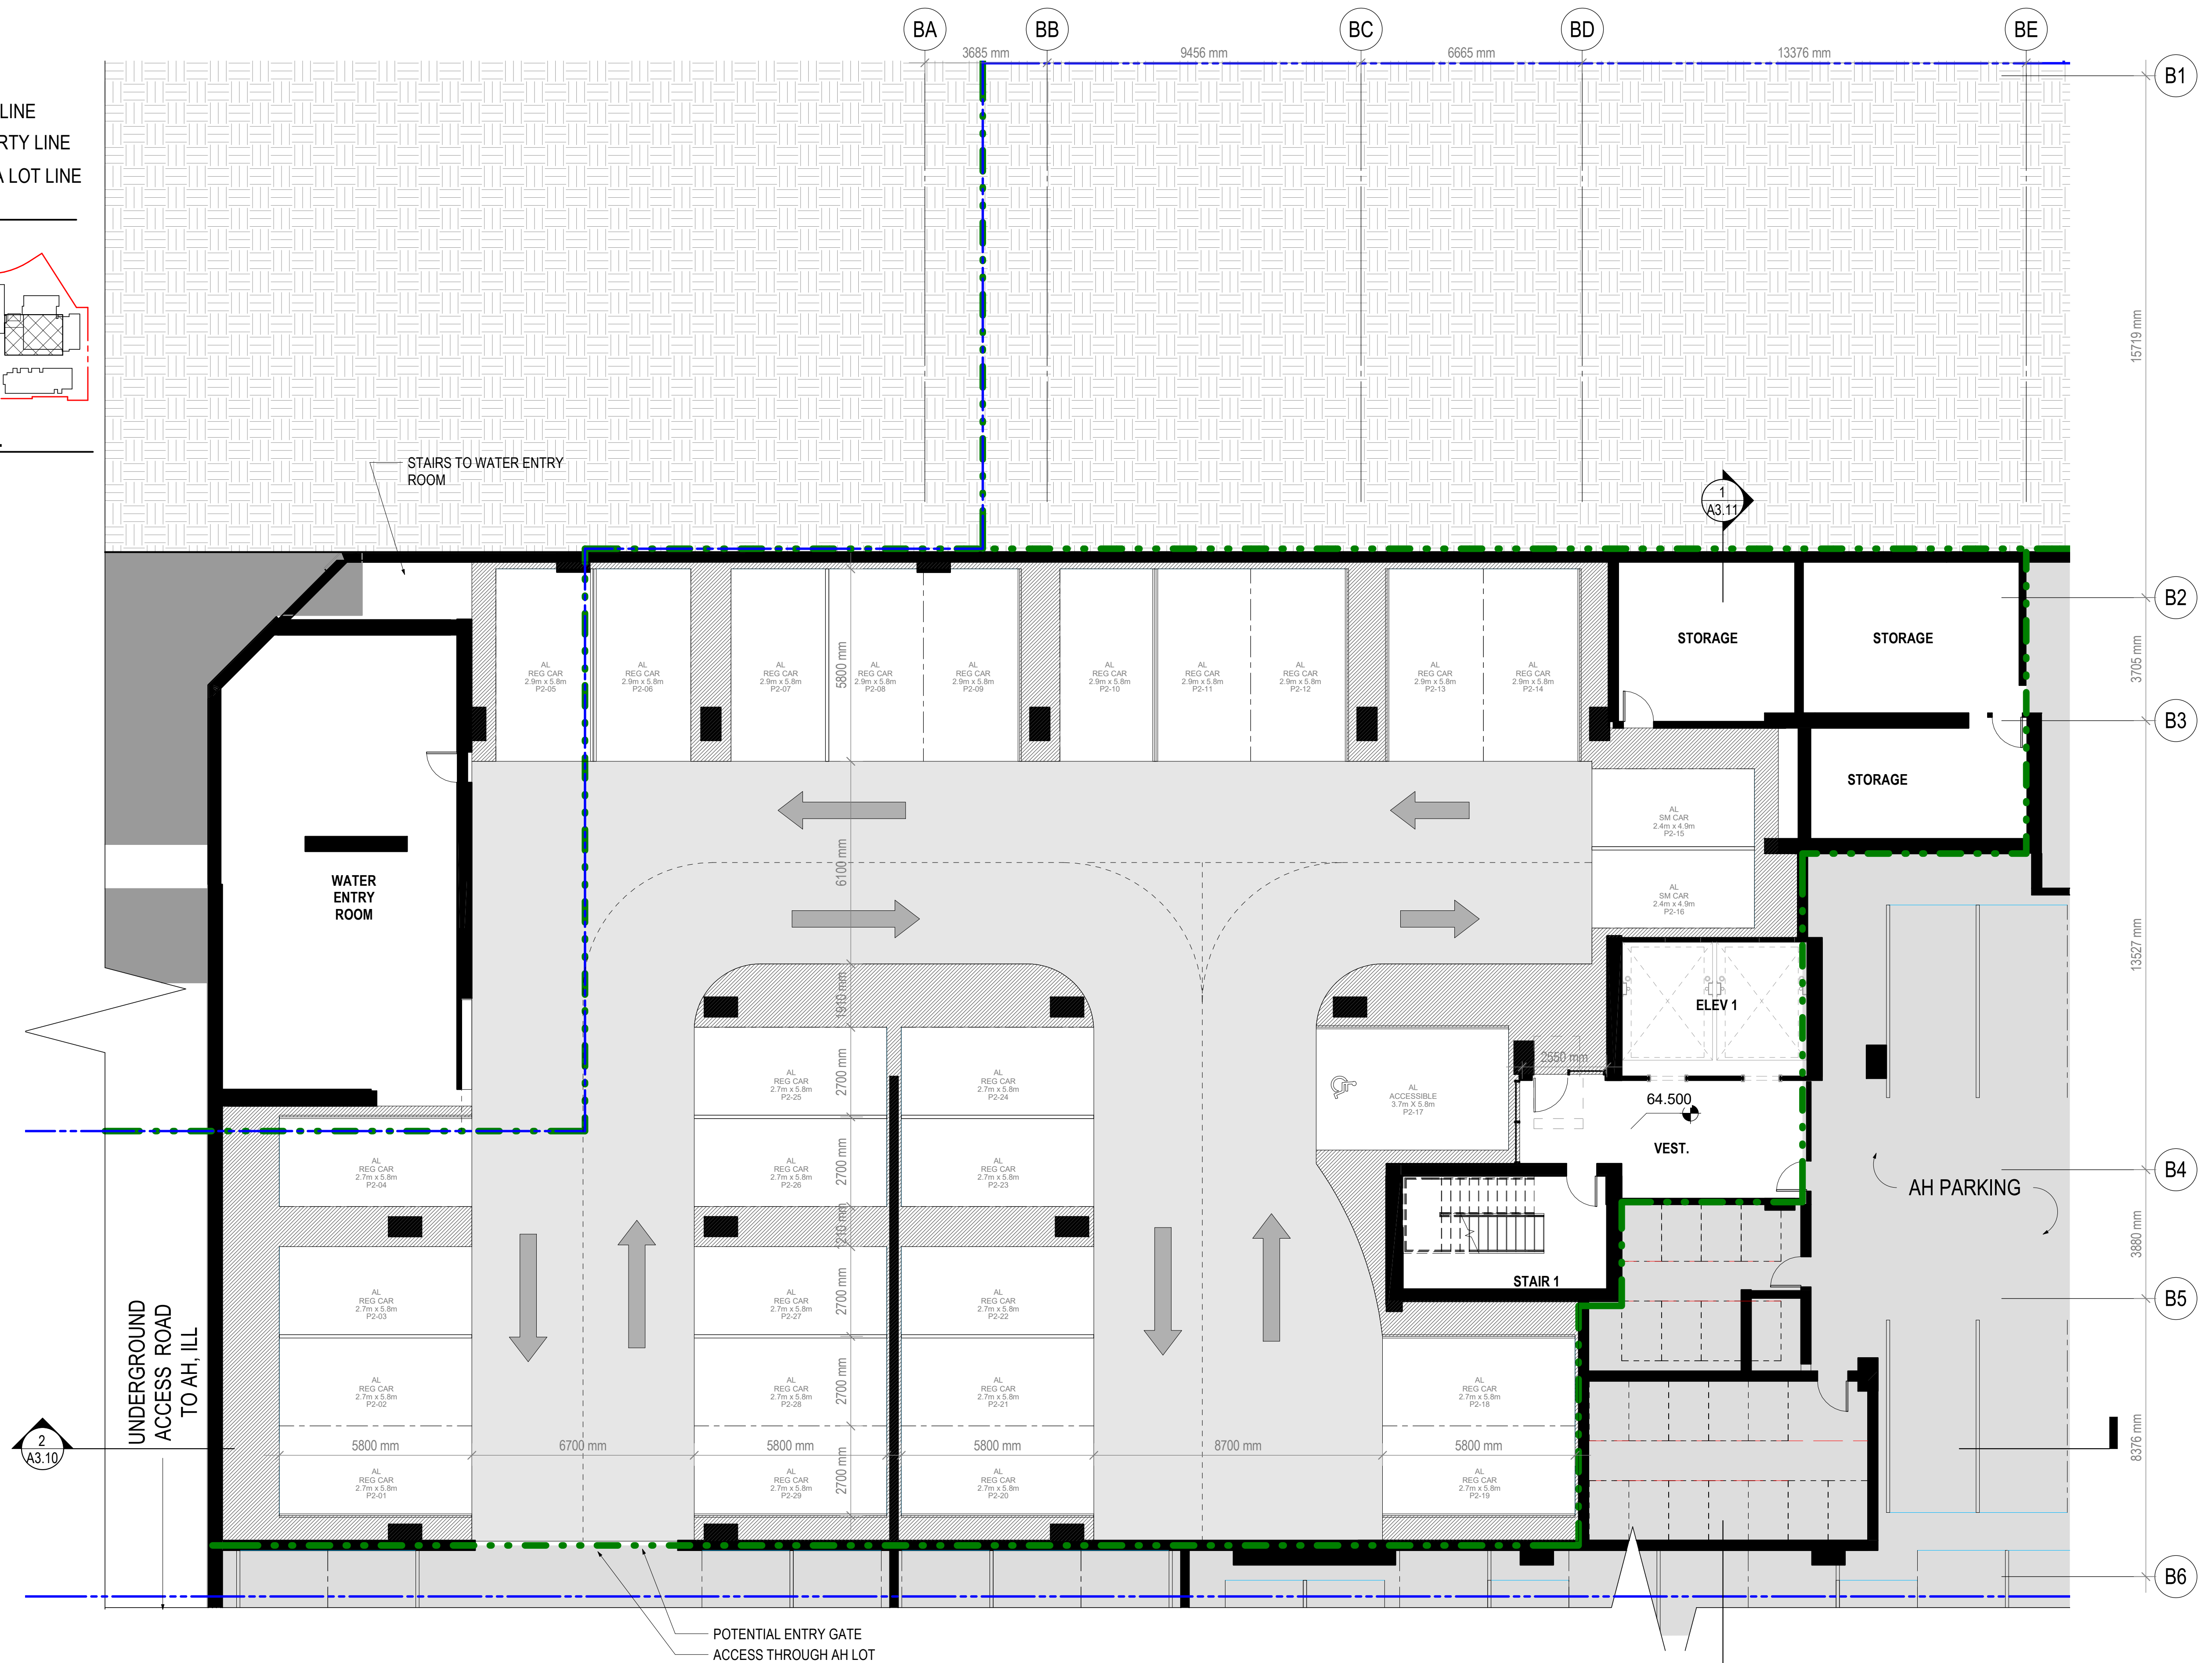 BA
BB
BC
BD
BE
3685 mm
9456 mm
6665 mm
13376 mm
B1
LINE
RTY LINE
LOT LINE
15719 mm
STAIRS TO WATER ENTRY
ROOM
1
A3.11
B2
STORAGE
STORAGE
3705 mm
AL
REG CAR
2.9m x 5.8m
P2-05
AL
REG CAR
2.9m x 5.8m
P2-06
AL
REG CAR
2.9m x 5.8m
P2-07
5800 mm
AL
REG CAR
2.9m x 5.8m
P2-08
AL
REG CAR
2.9m x 5.8m
P2-09
AL
REG CAR
2.9m x 5.8m
P2-10
AL
REG CAR
2.9m x 5.8m
P2-11
AL
REG CAR
2.9m x 5.8m
P2-12
AL
REG CAR
2.9m x 5.8m
P2-13
AL
REG CAR
2.9m x 5.8m
P2-14
B3
STORAGE
AL
SM CAR
2.4m x 4.9m
P2-15
6100 mm
WATER
ENTRY
ROOM
AL
SM CAR
2.4m x 4.9m
P2-16
13527 mm
1910 mm
ELEV 1
2550 mm
AL
REG CAR
2.7m x 5.8m
P2-25
2700 mm
AL
REG CAR
2.7m x 5.8m
P2-24
AL
ACCESSIBLE
3.7m X 5.8m
P2-17
64.500
VEST.
AL
REG CAR
2.7m x 5.8m
P2-04
AL
REG CAR
2.7m x 5.8m
P2-26
2700 mm
AL
REG CAR
2.7m x 5.8m
P2-23
B4
AH PARKING
1210 mm
3880 mm
STAIR 1
AL
REG CAR
2.7m x 5.8m
P2-03
AL
REG CAR
2.7m x 5.8m
P2-27
2700 mm
AL
REG CAR
2.7m x 5.8m
P2-22
B5
UNDERGROUND
ACCESS ROAD
TO AH, ILL
AL
REG CAR
2.7m x 5.8m
P2-02
AL
REG CAR
2.7m x 5.8m
P2-28
2700 mm
AL
REG CAR
2.7m x 5.8m
P2-21
AL
REG CAR
2.7m x 5.8m
P2-18
2
A3.10
5800 mm
6700 mm
5800 mm
5800 mm
8700 mm
5800 mm
8376 mm
AL
REG CAR
2.7m x 5.8m
P2-01
AL
REG CAR
2.7m x 5.8m
P2-29
2700 mm
AL
REG CAR
2.7m x 5.8m
P2-20
AL
REG CAR
2.7m x 5.8m
P2-19
B6
POTENTIAL ENTRY GATE
ACCESS THROUGH AH LOT